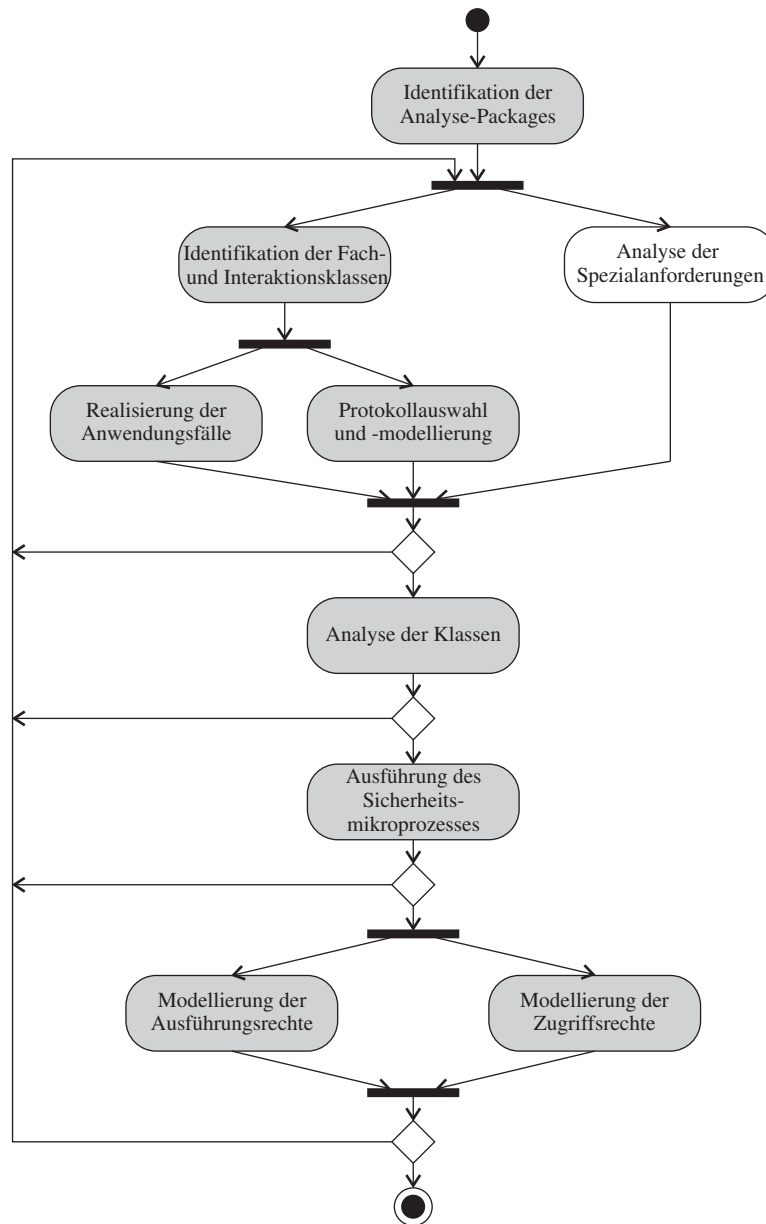 Identifikation der
Analyse-Packages
Identifikation der Fach-
und Interaktionsklassen
Analyse der
Spezialanforderungen
Realisierung der
Anwendungsfälle
Protokollauswahl
und -modellierung
Analyse der Klassen
Ausführung des
Sicherheits-
mikroprozesses
Modellierung der
Ausführungsrechte
Modellierung der
Zugriffsrechte